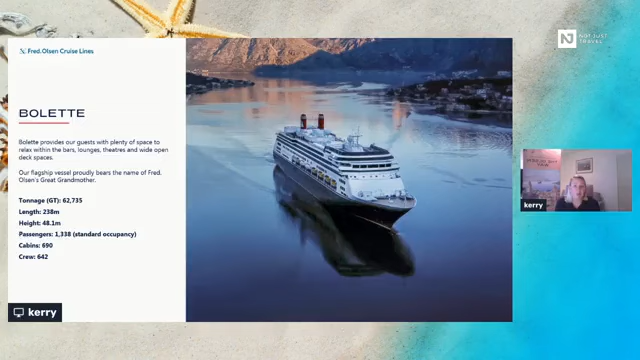 Fred. Olsen Cruise Lines
NOT JUST
TRAVEL
BOLETTE
Bolette provides our guests with plenty of space to
relax within the bars, lounges, theatres and wide open
deck spaces.
Our flagship vessel proudly bears the name of Fred.
Olsen's Great Grandmother.
Tonnage (GT): 62,735
Length: 238m
Height: 48.1m
Passengers: 1,338 (standard occupancy)
Cabins: 690
Crew: 642
kerry
kerry